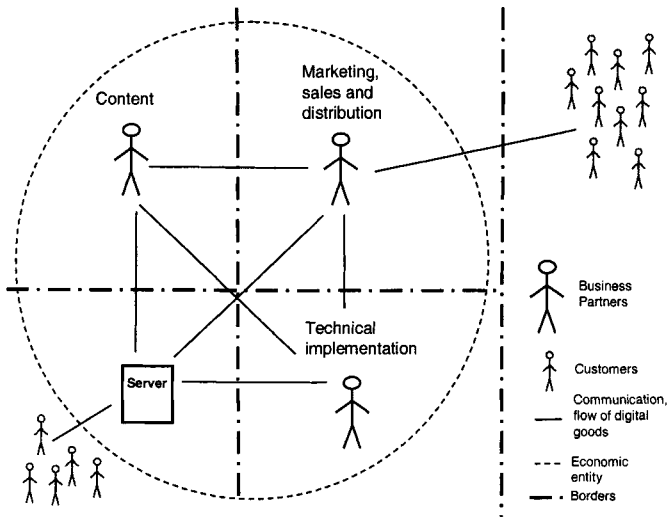 Content
Marketing,
sales and
distribution
Technical
implementation
Server
Business
Partners
Customers
Communication,
flow of digital
goods
Economic
entity
Borders